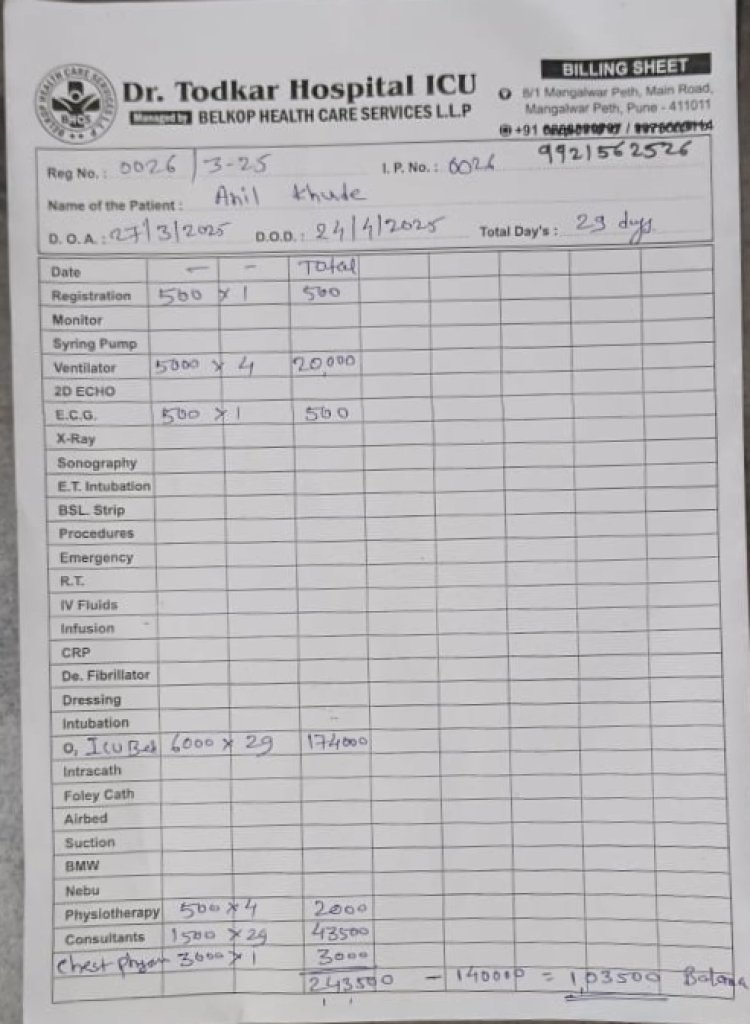 Dr. Todkar Hospital ICU
Managed by BELKOP HEALTH CARE SERVICES L.L.P
BILLING SHEET
8/1 Mangalwar Peth, Main Road,
Mangalwar Peth, Pune - 411011
+91
9921562526
Reg No. : 0026 / 3-25 I. P. No. : 0026
Name of the Patient : Anil Khude
D. O. A. : 27/3/2025 D.O.D. : 24/4/2025 Total Day's : 29 days
Date - - Total
Registration 500 x 1 500
Monitor
Syring Pump
Ventilator 5000 x 4 20,000
2D ECHO
E.C.G. 500 x 1 500
X-Ray
Sonography
E.T. Intubation
BSL. Strip
Procedures
Emergency
R.T.
IV Fluids
Infusion
CRP
De. Fibrillator
Dressing
Intubation
O, ICU Bed 6000 x 29 174000
Intracath
Foley Cath
Airbed
Suction
BMW
Nebu
Physiotherapy 500 x 4 2000
Consultants 1500 x 29 43500
Chest 3000 x 1 3000
243500 - 140000 = 1,03500